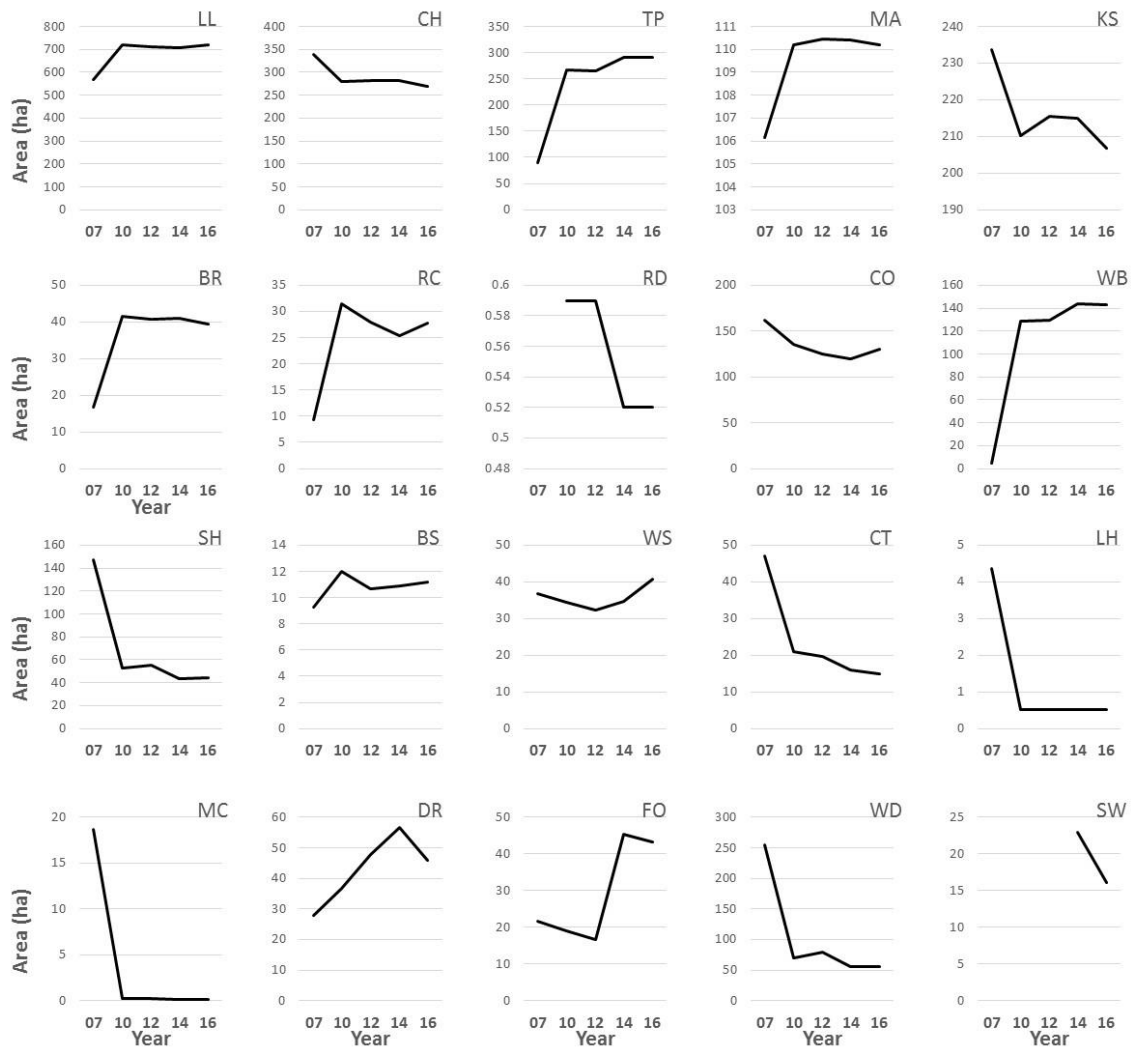 LL
800
700
600
500
400
300
200
100
0
07 10 12 14 16
Area (ha)
CH
400
350
300
250
200
150
100
50
0
07 10 12 14 16
TP
350
300
250
200
150
100
50
0
07 10 12 14 16
MA
111
110
109
108
107
106
105
104
103
07 10 12 14 16
KS
240
230
220
210
200
190
07 10 12 14 16
BR
50
40
30
20
10
0
07 10 12 14 16
Area (ha)
Year
RC
35
30
25
20
15
10
5
0
07 10 12 14 16
RD
0.6
0.58
0.56
0.54
0.52
0.5
0.48
07 10 12 14 16
CO
200
150
100
50
0
07 10 12 14 16
WB
160
140
120
100
80
60
40
20
0
07 10 12 14 16
SH
160
140
120
100
80
60
40
20
0
07 10 12 14 16
Area (ha)
BS
14
12
10
8
6
4
2
0
07 10 12 14 16
WS
50
40
30
20
10
0
07 10 12 14 16
CT
50
40
30
20
10
0
07 10 12 14 16
LH
5
4
3
2
1
0
07 10 12 14 16
MC
20
15
10
5
0
07 10 12 14 16
Area (ha)
Year
DR
60
50
40
30
20
10
0
07 10 12 14 16
Year
FO
50
40
30
20
10
0
07 10 12 14 16
Year
WD
300
250
200
150
100
50
0
07 10 12 14 16
Year
SW
25
20
15
10
5
0
07 10 12 14 16
Year